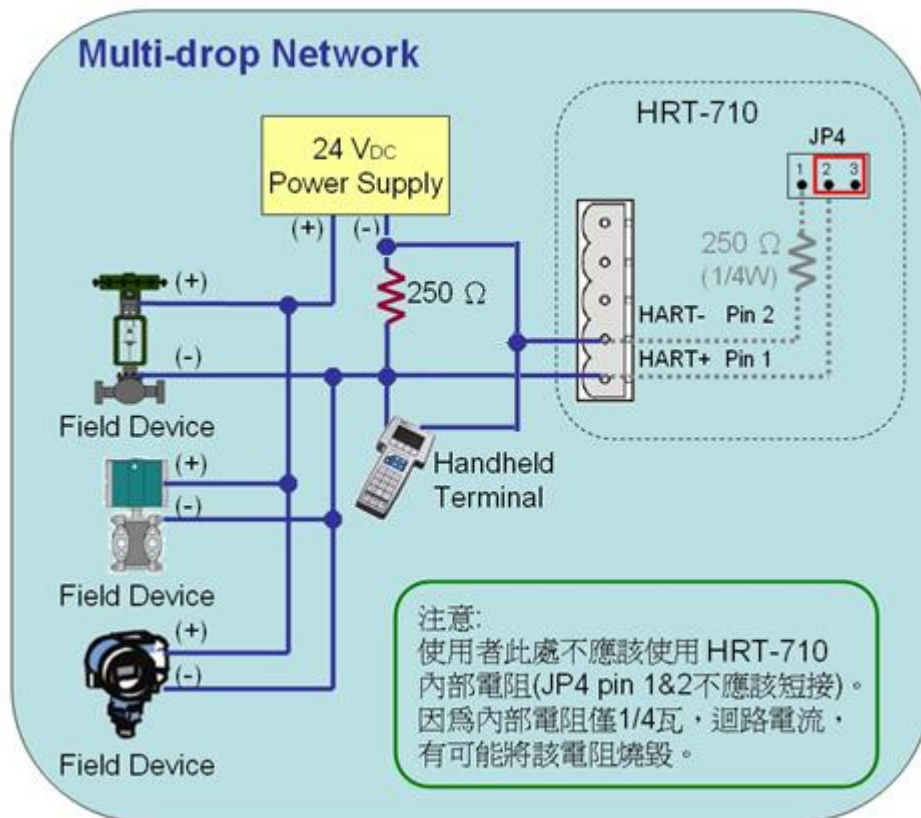 Multi-drop Network
HRT-710
JP4
1 2 3
24 VDC
Power Supply
(+) (-)
250 Ω
(1/4W)
250 Ω
(+)
HART- Pin 2
HART+ Pin 1
(-)
Field Device
(+)
Handheld
Terminal
(-)
Field Device
(+)
(-)
Field Device
注意:
使用者此處不應該使用 HRT-710
內部電阻(JP4 pin 1&2不應該短接)。
因為內部電阻僅1/4瓦，迴路電流，
有可能將該電阻燒毀。